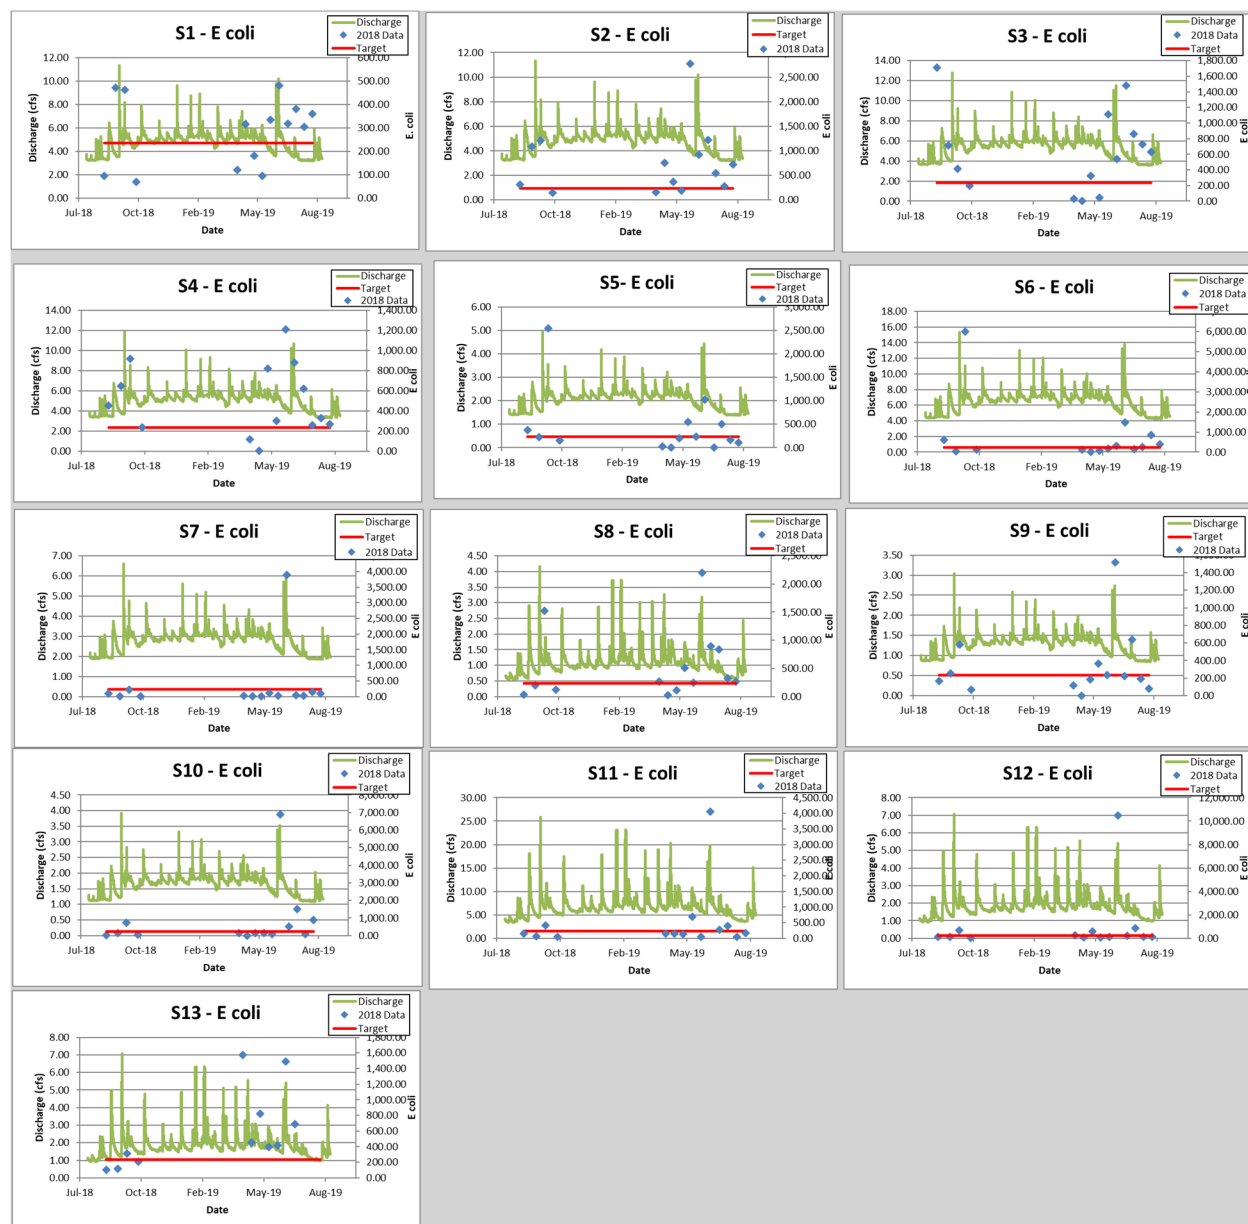 S1 - E coli
Discharge
2018 Data
Target
Discharge (cfs)
12.00
10.00
8.00
6.00
4.00
2.00
0.00
600.00
500.00
400.00
300.00
200.00
100.00
0.00
E coli
Jul-18
Oct-18
Feb-19
May-19
Aug-19
Date
S2 - E coli
Discharge
Target
2018 Data
Discharge (cfs)
12.00
10.00
8.00
6.00
4.00
2.00
0.00
2,500.00
2,000.00
1,500.00
1,000.00
500.00
0.00
E coli
Jul-18
Oct-18
Feb-19
May-19
Aug-19
Date
S3 - E coli
Discharge
2018 Data
Target
Discharge (cfs)
14.00
12.00
10.00
8.00
6.00
4.00
2.00
0.00
1,800.00
1,600.00
1,400.00
1,200.00
1,000.00
800.00
600.00
400.00
200.00
0.00
E coli
Jul-18
Oct-18
Feb-19
May-19
Aug-19
Date
S4 - E coli
Discharge
Target
2018 Data
Discharge (cfs)
14.00
12.00
10.00
8.00
6.00
4.00
2.00
0.00
1,400.00
1,200.00
1,000.00
800.00
600.00
400.00
200.00
0.00
E coli
Jul-18
Oct-18
Feb-19
May-19
Aug-19
Date
S5- E coli
Discharge
Target
2018 Data
Discharge (cfs)
6.00
5.00
4.00
3.00
2.00
1.00
0.00
3,000.00
2,500.00
2,000.00
1,500.00
1,000.00
500.00
0.00
E coli
Jul-18
Oct-18
Feb-19
May-19
Aug-19
Date
S6 - E coli
Discharge
2018 Data
Target
Discharge (cfs)
18.00
16.00
14.00
12.00
10.00
8.00
6.00
4.00
2.00
0.00
6,000.00
5,000.00
4,000.00
3,000.00
2,000.00
1,000.00
0.00
E coli
Jul-18
Oct-18
Feb-19
May-19
Aug-19
Date
S7 - E coli
Discharge
Target
2018 Data
Discharge (cfs)
7.00
6.00
5.00
4.00
3.00
2.00
1.00
0.00
4,000.00
3,500.00
3,000.00
2,500.00
2,000.00
1,500.00
1,000.00
500.00
0.00
E coli
Jul-18
Oct-18
Feb-19
May-19
Aug-19
Date
S8 - E coli
Discharge
2018 Data
Target
Discharge (cfs)
4.50
4.00
3.50
3.00
2.50
2.00
1.50
1.00
0.50
0.00
2,500.00
2,000.00
1,500.00
1,000.00
500.00
0.00
E coli
Jul-18
Oct-18
Feb-19
May-19
Aug-19
Date
S9 - E coli
Discharge
Target
2018 Data
Discharge (cfs)
3.50
3.00
2.50
2.00
1.50
1.00
0.50
0.00
1,400.00
1,200.00
1,000.00
800.00
600.00
400.00
200.00
0.00
E coli
Jul-18
Oct-18
Feb-19
May-19
Aug-19
Date
S10 - E coli
Discharge
2018 Data
Target
Discharge (cfs)
4.50
4.00
3.50
3.00
2.50
2.00
1.50
1.00
0.50
0.00
8,000.00
7,000.00
6,000.00
5,000.00
4,000.00
3,000.00
2,000.00
1,000.00
0.00
E coli
Jul-18
Oct-18
Feb-19
May-19
Aug-19
Date
S11 - E coli
Discharge
Target
2018 Data
Discharge (cfs)
30.00
25.00
20.00
15.00
10.00
5.00
0.00
4,500.00
4,000.00
3,500.00
3,000.00
2,500.00
2,000.00
1,500.00
1,000.00
500.00
0.00
E coli
Jul-18
Oct-18
Feb-19
May-19
Aug-19
Date
S12 - E coli
Discharge
2018 Data
Target
Discharge (cfs)
8.00
7.00
6.00
5.00
4.00
3.00
2.00
1.00
0.00
12,000.00
10,000.00
8,000.00
6,000.00
4,000.00
2,000.00
0.00
E coli
Jul-18
Oct-18
Feb-19
May-19
Aug-19
Date
S13 - E coli
Discharge
2018 Data
Target
Discharge (cfs)
8.00
7.00
6.00
5.00
4.00
3.00
2.00
1.00
0.00
1,800.00
1,600.00
1,400.00
1,200.00
1,000.00
800.00
600.00
400.00
200.00
0.00
E coli
Jul-18
Oct-18
Feb-19
May-19
Aug-19
Date